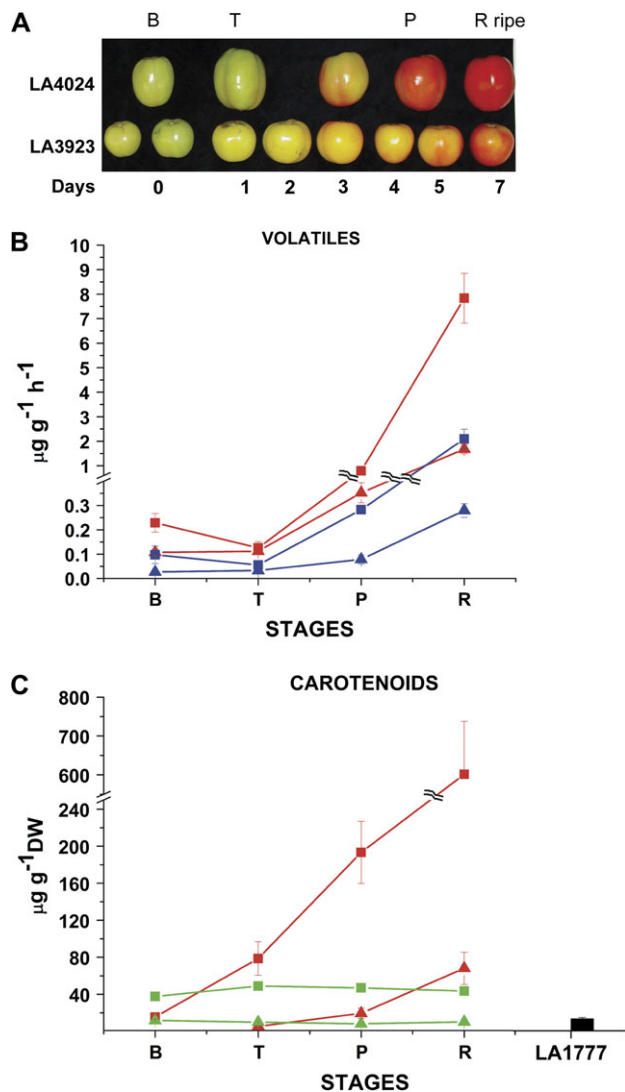 A
B T P R ripe
LA4024
LA3923
Days 0 1 2 3 4 5 7
B
VOLATILES
µg g-1 h-1
10
9
8
7
6
5
4
3
2
1
0.3
0.2
0.1
0.0
B T P R
STAGES
C
CAROTENOIDS
µg g-1DW
800
700
600
240
200
160
120
80
40
B T P R LA1777
STAGES